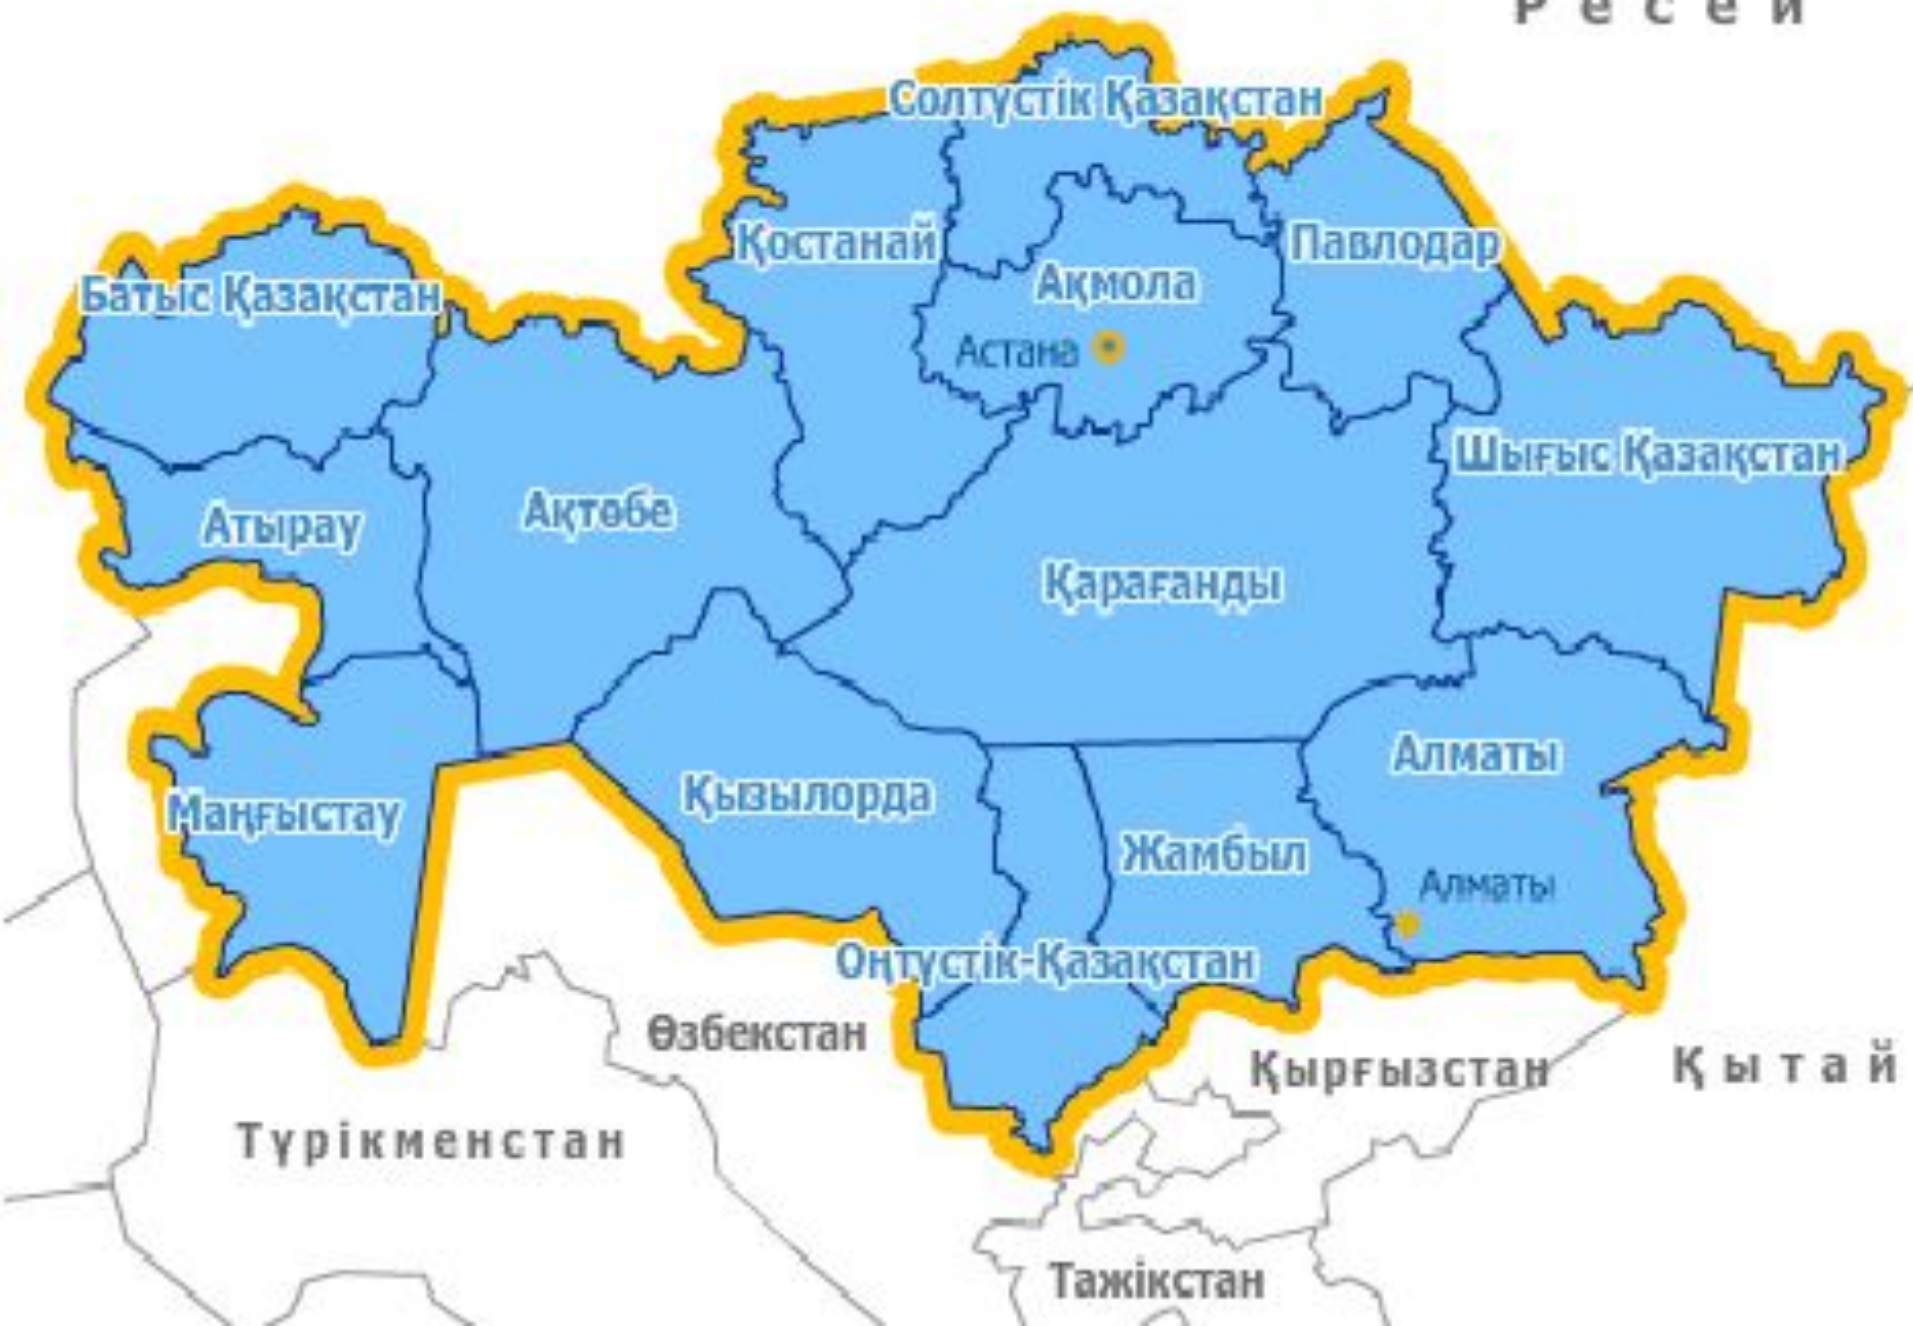 Ресей
Солтүстік Қазақстан
Қостанай
Павлодар
Ақмола
Батыс Қазақстан
Астана
Шығыс Қазақстан
Атырау
Ақтөбе
Қарағанды
Алматы
Маңғыстау
Қызылорда
Жамбыл
Алматы
Оңтүстік-Қазақстан
Өзбекстан
Қырғызстан
Қытай
Түрікменстан
Тажікстан